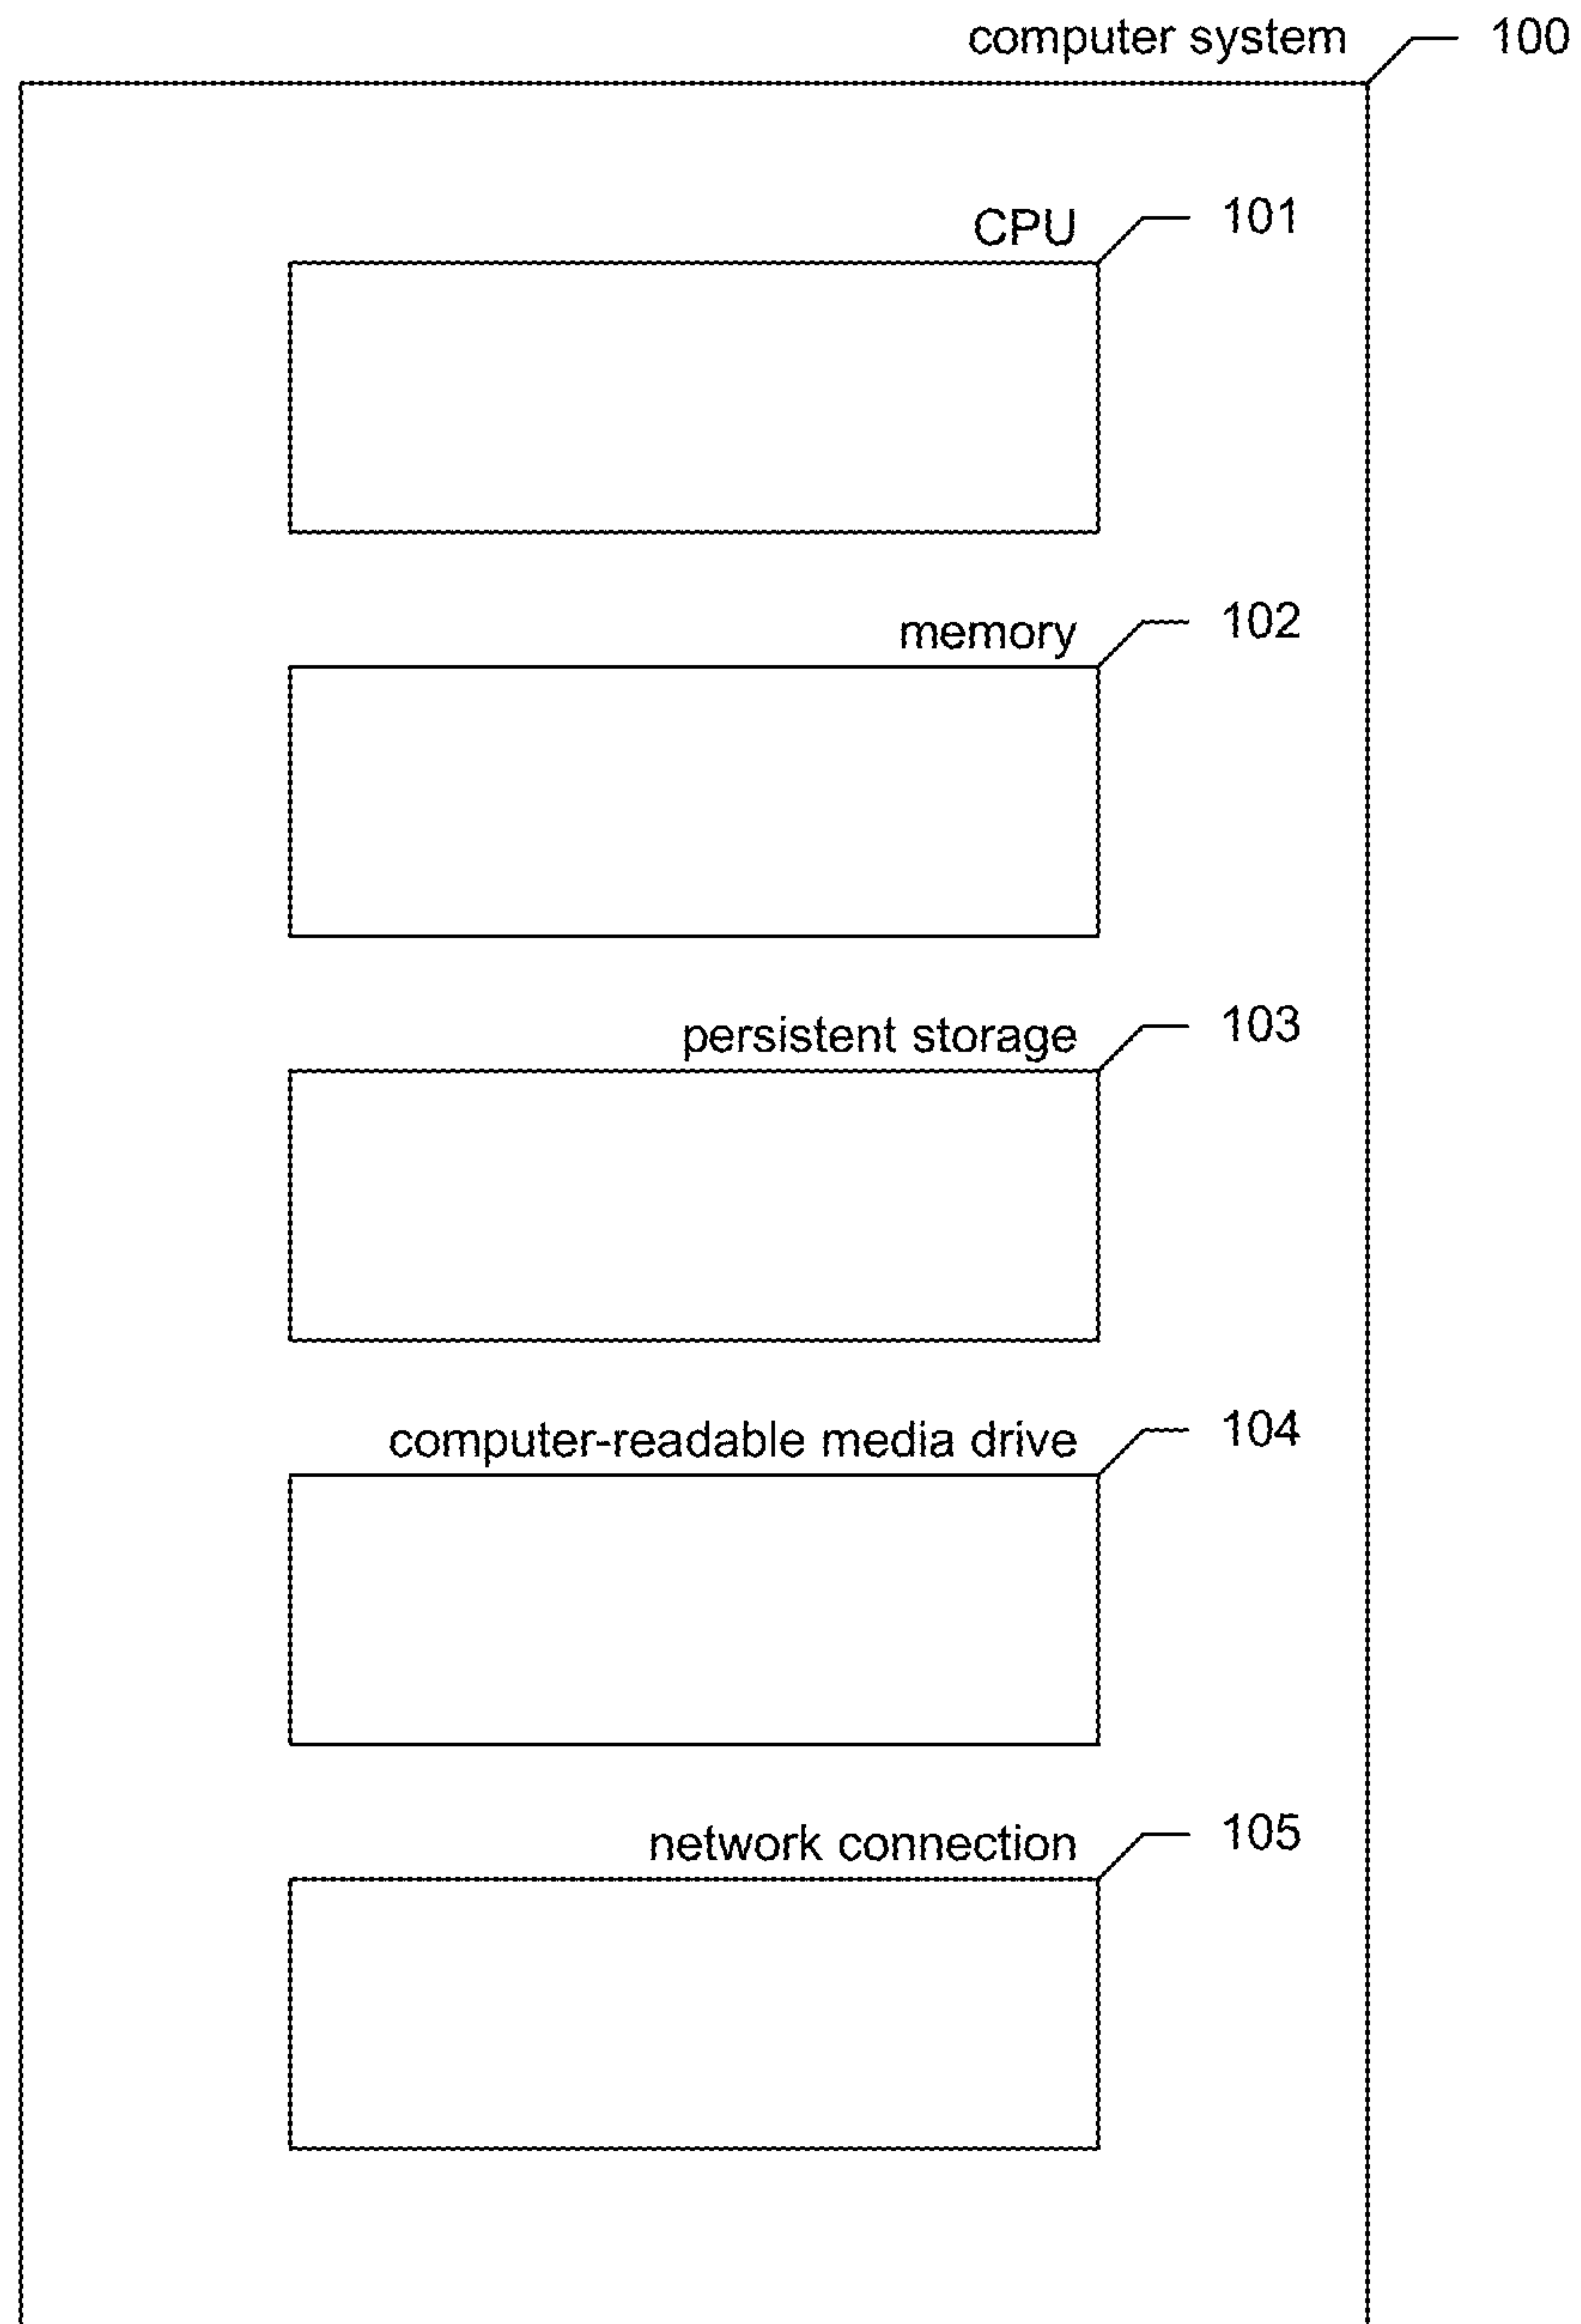 computer system 100
CPU 101
memory 102
persistent storage 103
computer-readable media drive 104
network connection 105